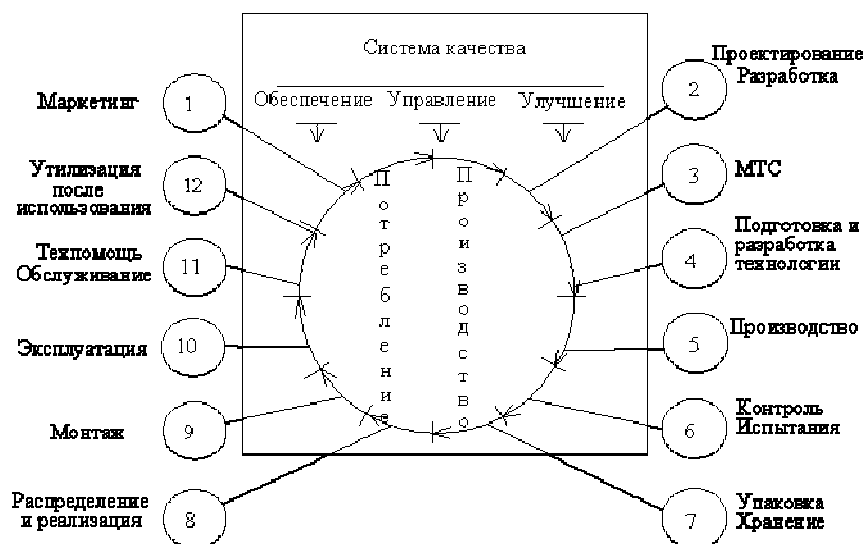 Система качества
Обеспечение Управление Улучшение
1
Маркетинг
2
Проектирование
Разработка
3
МТС
4
Подготовка и
разработка
технологии
5
Производство
6
Контроль
Испытания
7
Упаковка
Хранение
8
Распределение
и реализация
9
Монтаж
10
Эксплуатация
11
Техпомощь
Обслуживание
12
Утилизация
после
использования
Потребление
Производство